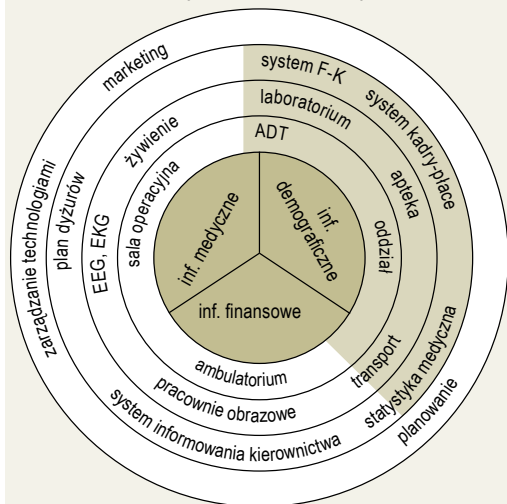 marketing
zarządzanie technologiami
planowanie
system F-K
system kadry-płace
statystyka medyczna
system informowania kierownictwa
plan dyżurów
laboratorium
apteka
transport
pracownie obrazowe
EEG, EKG
żywienie
ADT
oddział
ambulatorium
sala operacyjna
inf. medyczne
inf.
demograficzne
inf. finansowe